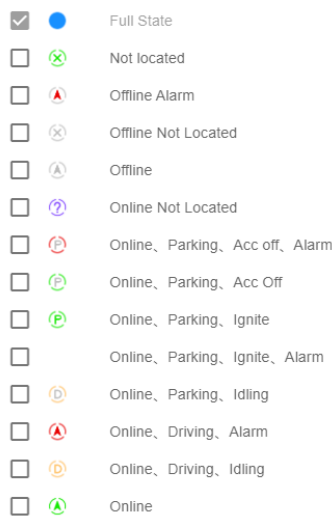 Full State
Not located
Offline Alarm
Offline Not Located
Offline
? Online Not Located
P Online、Parking、Acc off、Alarm
P Online、Parking、Acc Off
P Online、Parking、Ignite
Online、Parking、Ignite、Alarm
D Online、Parking、Idling
Online、Driving、Alarm
D Online、Driving、Idling
Online